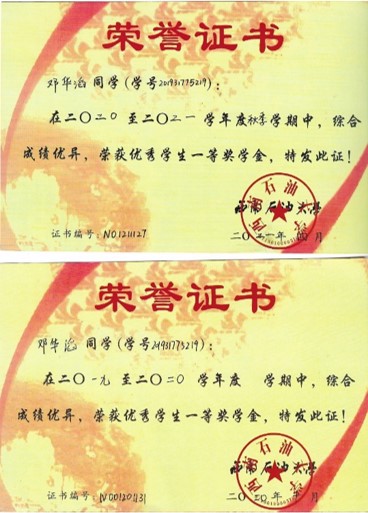 荣誉证书
邓华滔同学（学号201931775219）：
在二〇二〇至二〇二一学年度秋季学期中，综合
成绩优异，荣获优秀学生一等奖学金，特发此证！
西南石油大学
证书编号：NO1211127
二〇二一年四月
荣誉证书
邓华滔同学（学号201931775219）：
在二〇一九至二〇二〇学年度 学期中，综合
成绩优异，荣获优秀学生一等奖学金，特发此证！
西南石油大学
证书编号：NO01201131
二〇二〇年 月